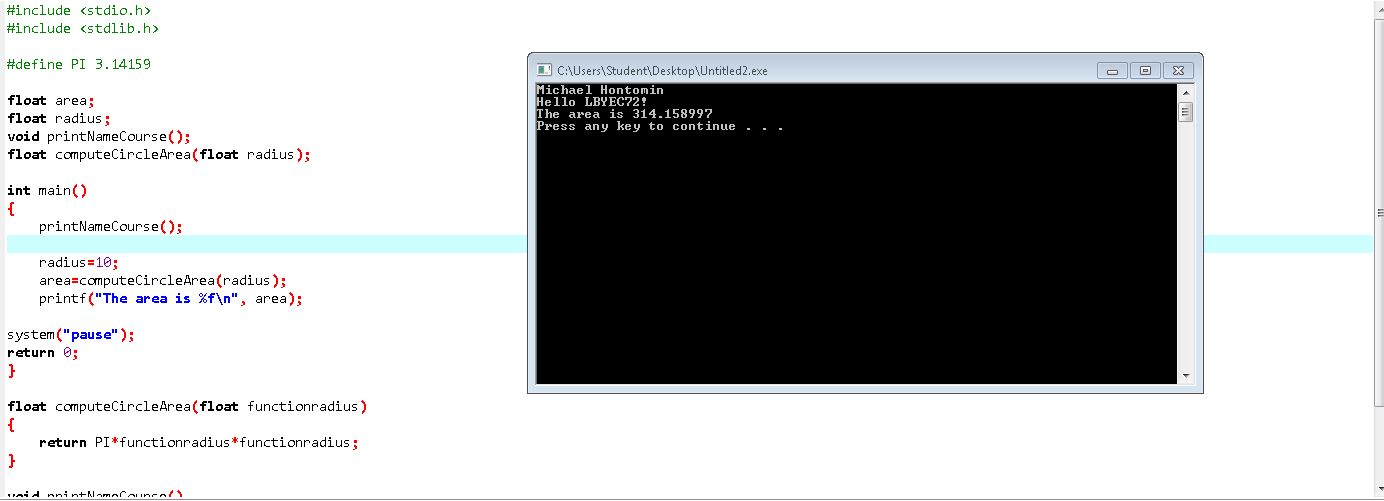 #include <stdio.h>
#include <stdlib.h>
#define PI 3.14159
float area;
float radius;
void printNameCourse();
float computeCircleArea(float radius);
int main()
{
printNameCourse();
radius=10;
area=computeCircleArea(radius);
printf("The area is %f\n", area);
system("pause");
return 0;
}
float computeCircleArea(float functionradius)
{
return PI*functionradius*functionradius;
}
void printNameCourse()
C:\Users\Student\Desktop\Untitled2.exe
Michael Hontomin
Hello LBYEC72!
The area is 314.158997
Press any key to continue . . .